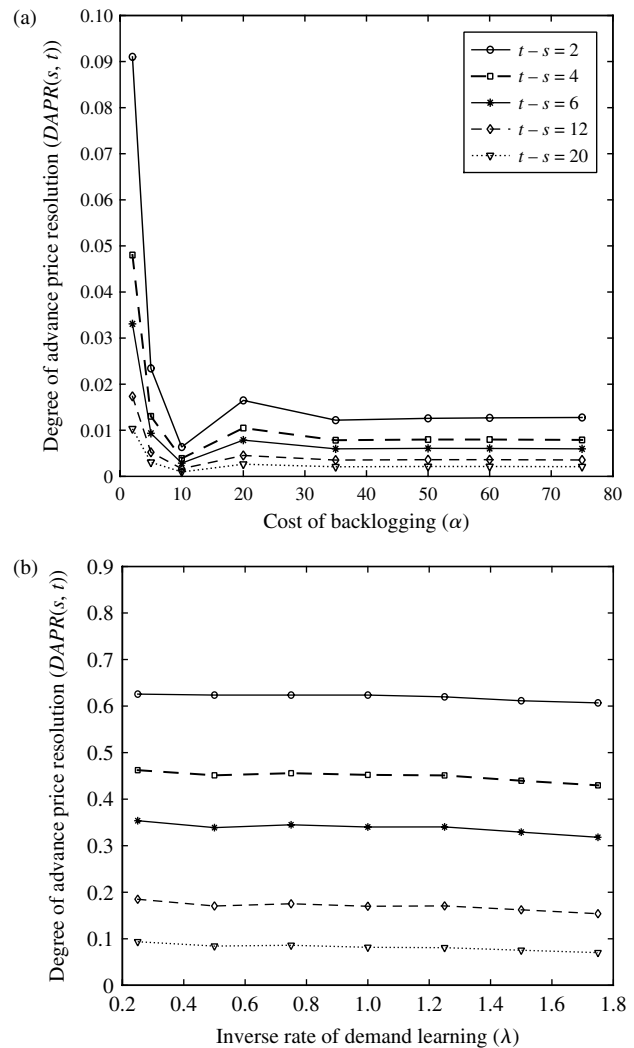 (a)
Degree of advance price resolution (DAPR(s, t))
0.10
0.09
0.08
0.07
0.06
0.05
0.04
0.03
0.02
0.01
0
t – s = 2
t – s = 4
t – s = 6
t – s = 12
t – s = 20
0 10 20 30 40 50 60 70 80
Cost of backlogging (α)
(b)
Degree of advance price resolution (DAPR(s, t))
0.9
0.8
0.7
0.6
0.5
0.4
0.3
0.2
0.1
0
0.2 0.4 0.6 0.8 1.0 1.2 1.4 1.6 1.8
Inverse rate of demand learning (λ)